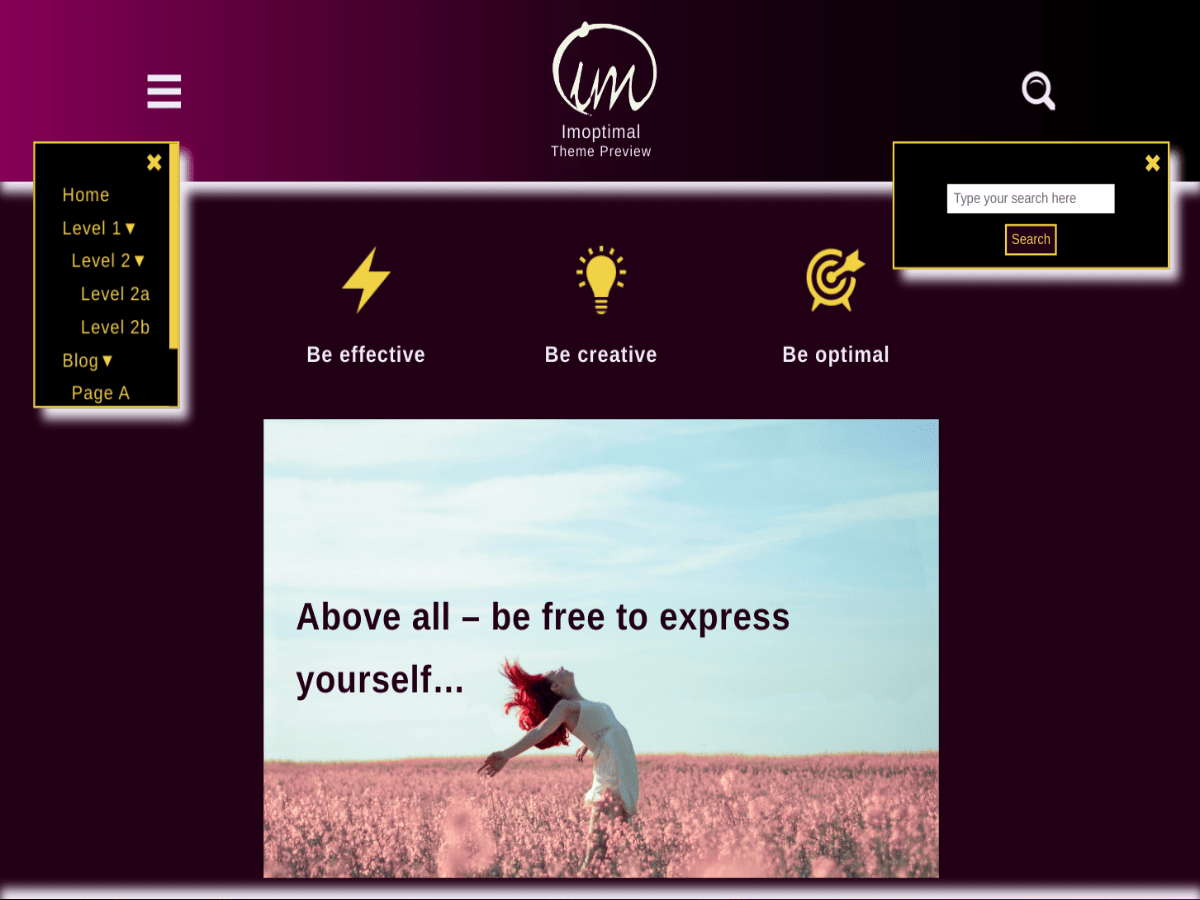 im
Imoptimal
Theme Preview
Home
Level 1▼
Level 2▼
Level 2a
Level 2b
Blog▼
Page A
Type your search here
Search
Be effective
Be creative
Be optimal
Above all – be free to express
yourself...